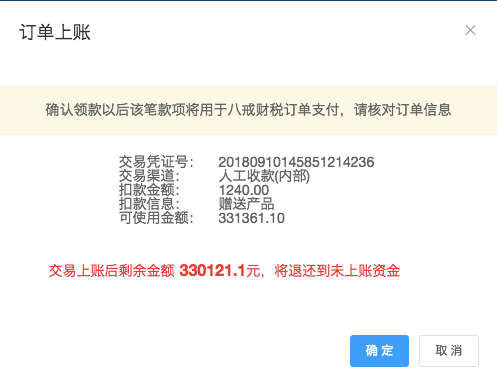 订单上账
确认领款以后该笔款项将用于八戒财税订单支付，请核对订单信息
交易凭证号： 20180910145851214236
交易渠道： 人工收款(内部)
扣款金额： 1240.00
扣款信息： 赠送产品
可使用金额： 331361.10
交易上账后剩余金额 330121.1元，将退还到未上账资金
确 定 取 消